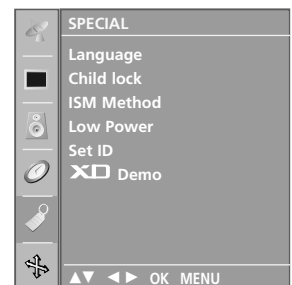 SPECIAL
Language
Child lock
ISM Method
Low Power
Set ID
XD Demo
▲▼ ◄► OK MENU